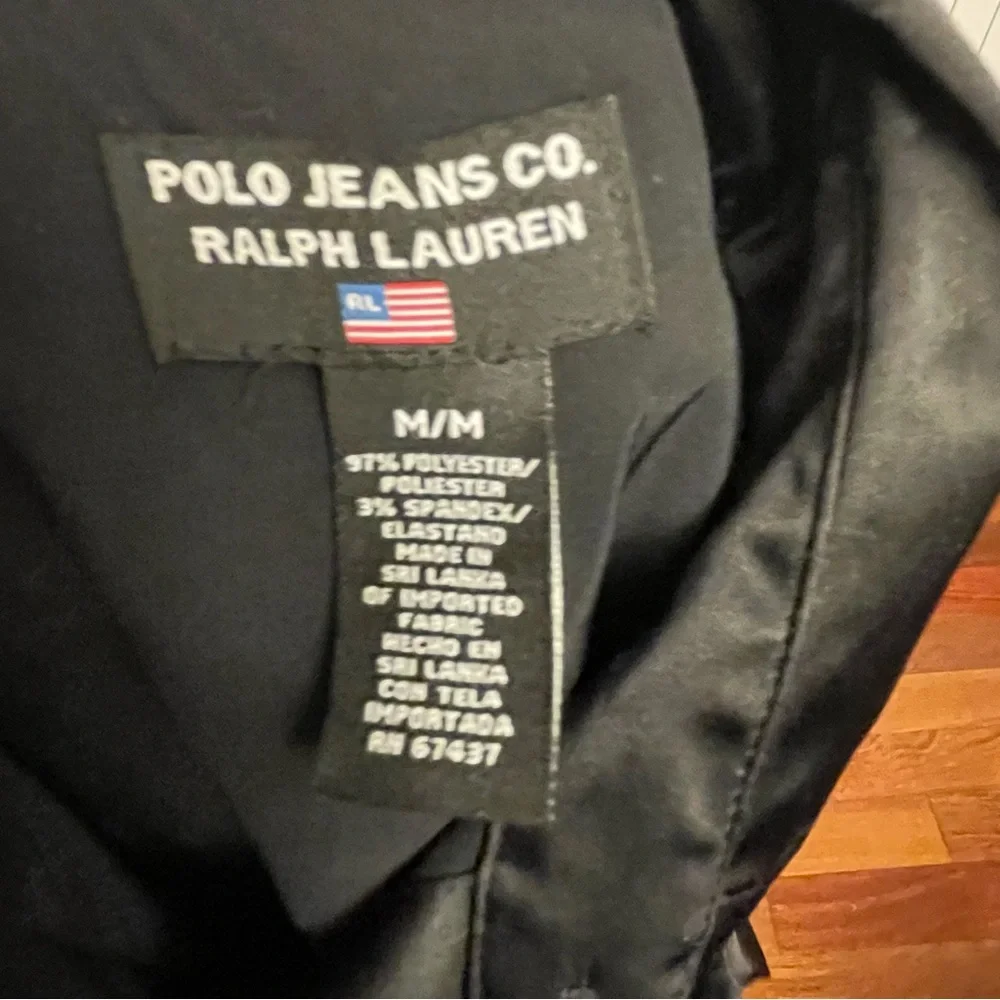 POLO JEANS CO.
RALPH LAUREN
RL
M/M
97% POLYESTER/
POLIESTER
3% SPANDEX/
ELASTANO
MADE IN
SRI LANKA
OF IMPORTED
FABRIC
HECHO EN
SRI LANKA
CON TELA
IMPORTADA
RN 67437